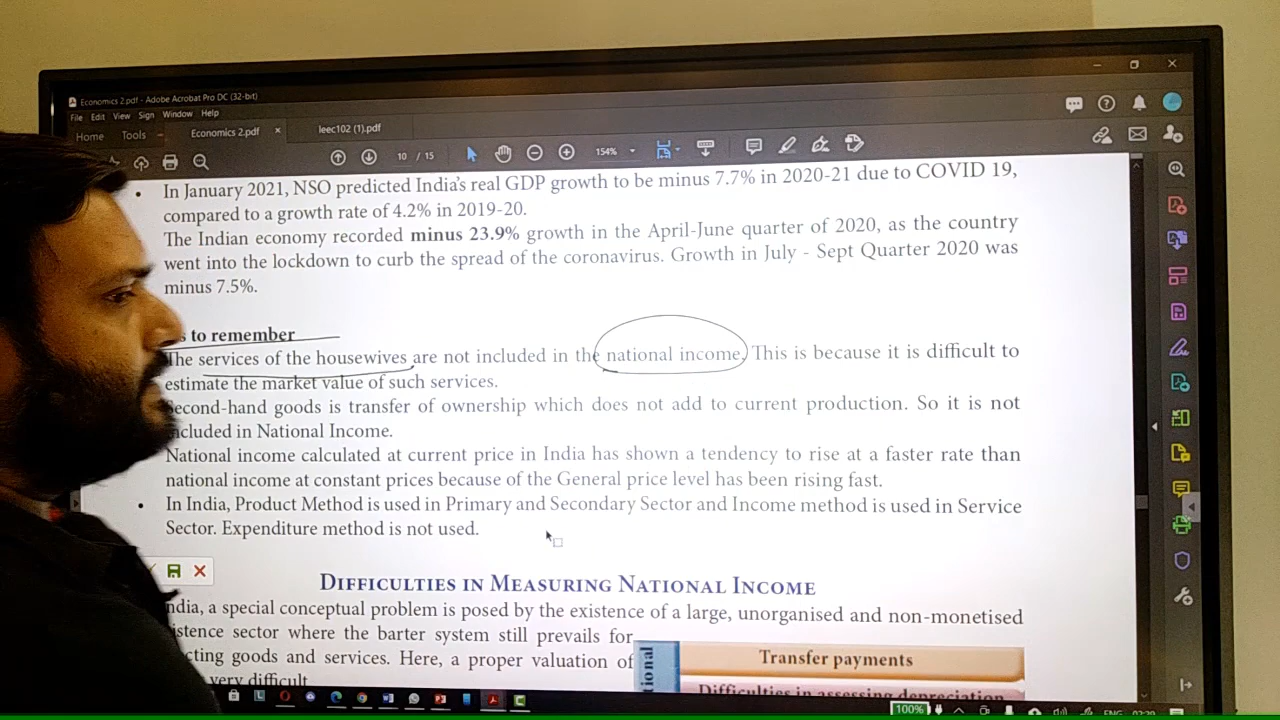 Economics 2.pdf - Adobe Acrobat Pro DC (32-bit)
File Edit View Sign Window Help
Home Tools Economics 2.pdf × leec102 (1).pdf
10 / 15 154%
• In January 2021, NSO predicted India's real GDP growth to be minus 7.7% in 2020-21 due to COVID 19,
compared to a growth rate of 4.2% in 2019-20.
The Indian economy recorded minus 23.9% growth in the April-June quarter of 2020, as the country
went into the lockdown to curb the spread of the coronavirus. Growth in July - Sept Quarter 2020 was
minus 7.5%.
to remember
The services of the housewives are not included in the national income. This is because it is difficult to
estimate the market value of such services.
Second-hand goods is transfer of ownership which does not add to current production. So it is not
included in National Income.
National income calculated at current price in India has shown a tendency to rise at a faster rate than
national income at constant prices because of the General price level has been rising fast.
• In India, Product Method is used in Primary and Secondary Sector and Income method is used in Service
Sector. Expenditure method is not used.
DIFFICULTIES IN MEASURING NATIONAL INCOME
ndia, a special conceptual problem is posed by the existence of a large, unorganised and non-monetised
istence sector where the barter system still prevails for
cting goods and services. Here, a proper valuation of
very difficult
tional
Transfer payments
Difficulties in assessing depreciation
100%
ENG